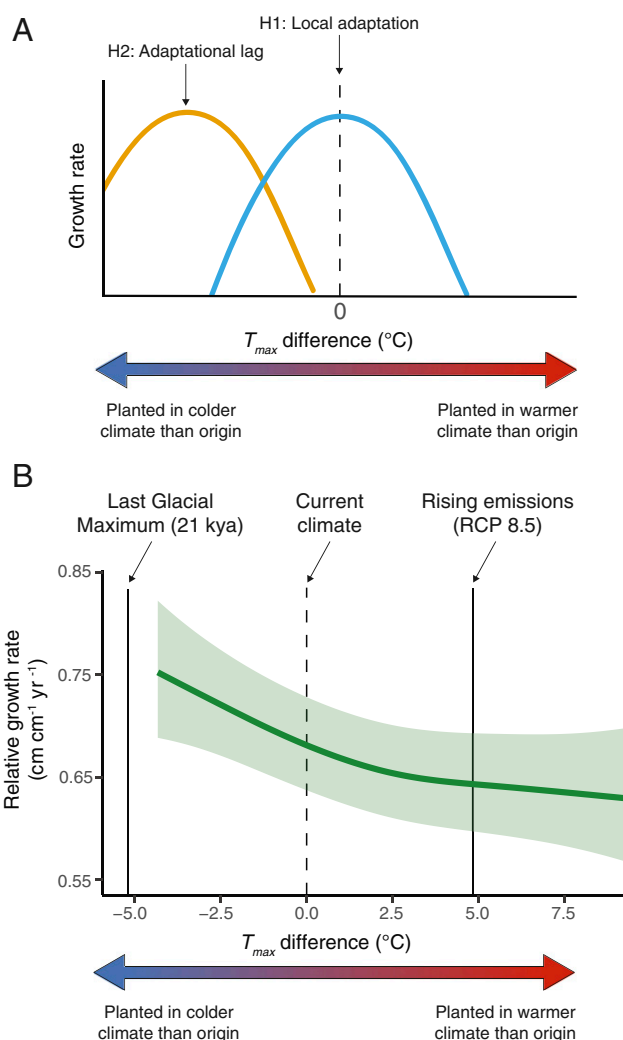 A
H1: Local adaptation
H2: Adaptational lag
Growth rate
0
Tmax difference (°C)
Planted in colder
climate than origin
Planted in warmer
climate than origin
B
Last Glacial
Maximum (21 kya)
Current
climate
Rising emissions
(RCP 8.5)
0.85
0.75
0.65
0.55
Relative growth rate
(cm cm⁻¹ yr ⁻¹)
−5.0
−2.5
0.0
2.5
5.0
7.5
Tmax difference (°C)
Planted in colder
climate than origin
Planted in warmer
climate than origin